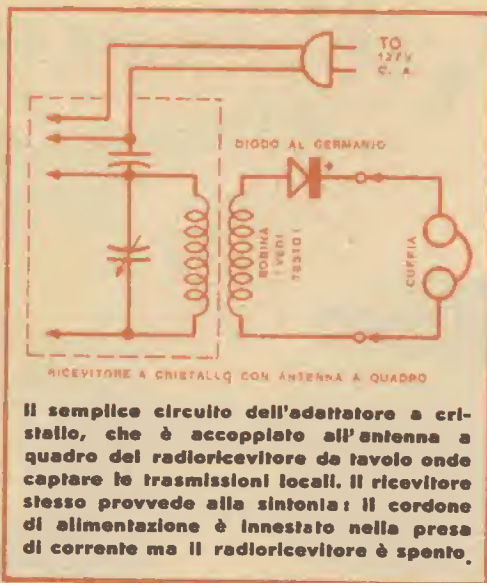 TO
C. A.
DIODO AL GERMANIO
+
BOBINA
(VEDI
TESTO)
CUFFIA
RICEVITORE A CRISTALLO CON ANTENNA A QUADRO
Il semplice circuito dell'adattatore a cri-
stallo, che è accoppiato all'antenna a
quadro del radioricevitore da tavolo onde
captare le trasmissioni locali. Il ricevitore
stesso provvede alla sintonia: il cordone
di alimentazione è innestato nella presa
di corrente ma il radioricevitore è spento.